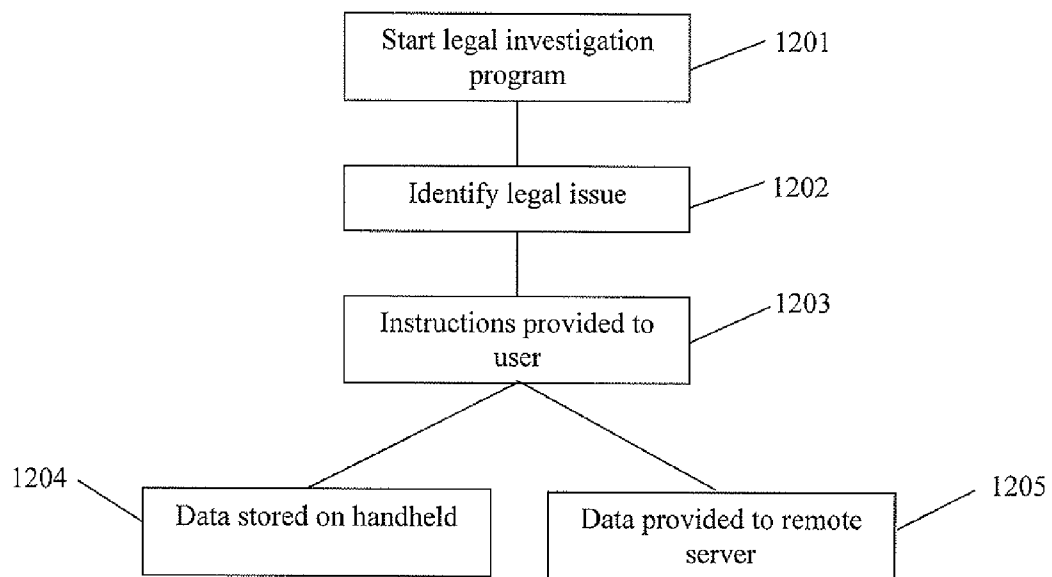 Start legal investigation
program
1201
Identify legal issue
1202
Instructions provided to
user
1203
1204
Data stored on handheld
Data provided to remote
server
1205